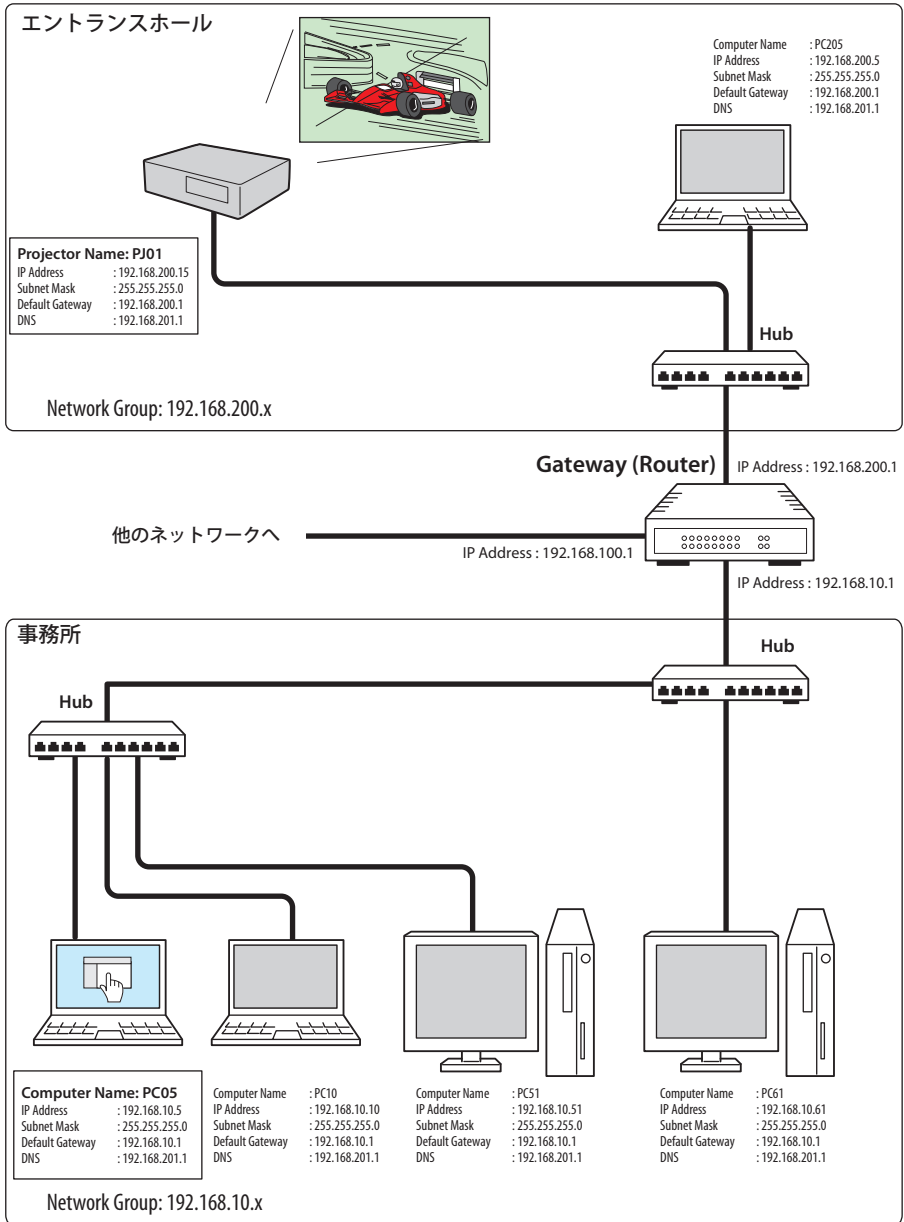 エントランスホール
Computer Name : PC205
IP Address : 192.168.200.5
Subnet Mask : 255.255.255.0
Default Gateway : 192.168.200.1
DNS : 192.168.201.1
Projector Name: PJ01
IP Address : 192.168.200.15
Subnet Mask : 255.255.255.0
Default Gateway : 192.168.200.1
DNS : 192.168.201.1
Hub
Network Group: 192.168.200.x
Gateway (Router)
IP Address : 192.168.200.1
他のネットワークへ
IP Address : 192.168.100.1
IP Address : 192.168.10.1
事務所
Hub
Hub
Computer Name: PC05
IP Address : 192.168.10.5
Subnet Mask : 255.255.255.0
Default Gateway : 192.168.10.1
DNS : 192.168.201.1
Computer Name : PC10
IP Address : 192.168.10.10
Subnet Mask : 255.255.255.0
Default Gateway : 192.168.10.1
DNS : 192.168.201.1
Computer Name : PC51
IP Address : 192.168.10.51
Subnet Mask : 255.255.255.0
Default Gateway : 192.168.10.1
DNS : 192.168.201.1
Computer Name : PC61
IP Address : 192.168.10.61
Subnet Mask : 255.255.255.0
Default Gateway : 192.168.10.1
DNS : 192.168.201.1
Network Group: 192.168.10.x